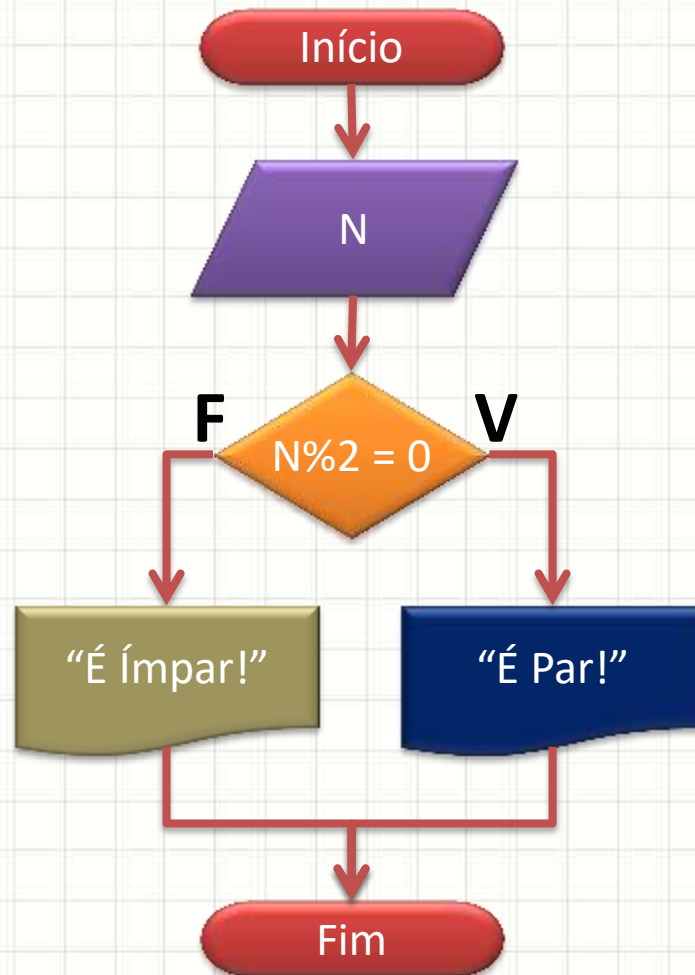 Início
N
F
V
N%2 = 0
“É Ímpar!”
“É Par!”
Fim